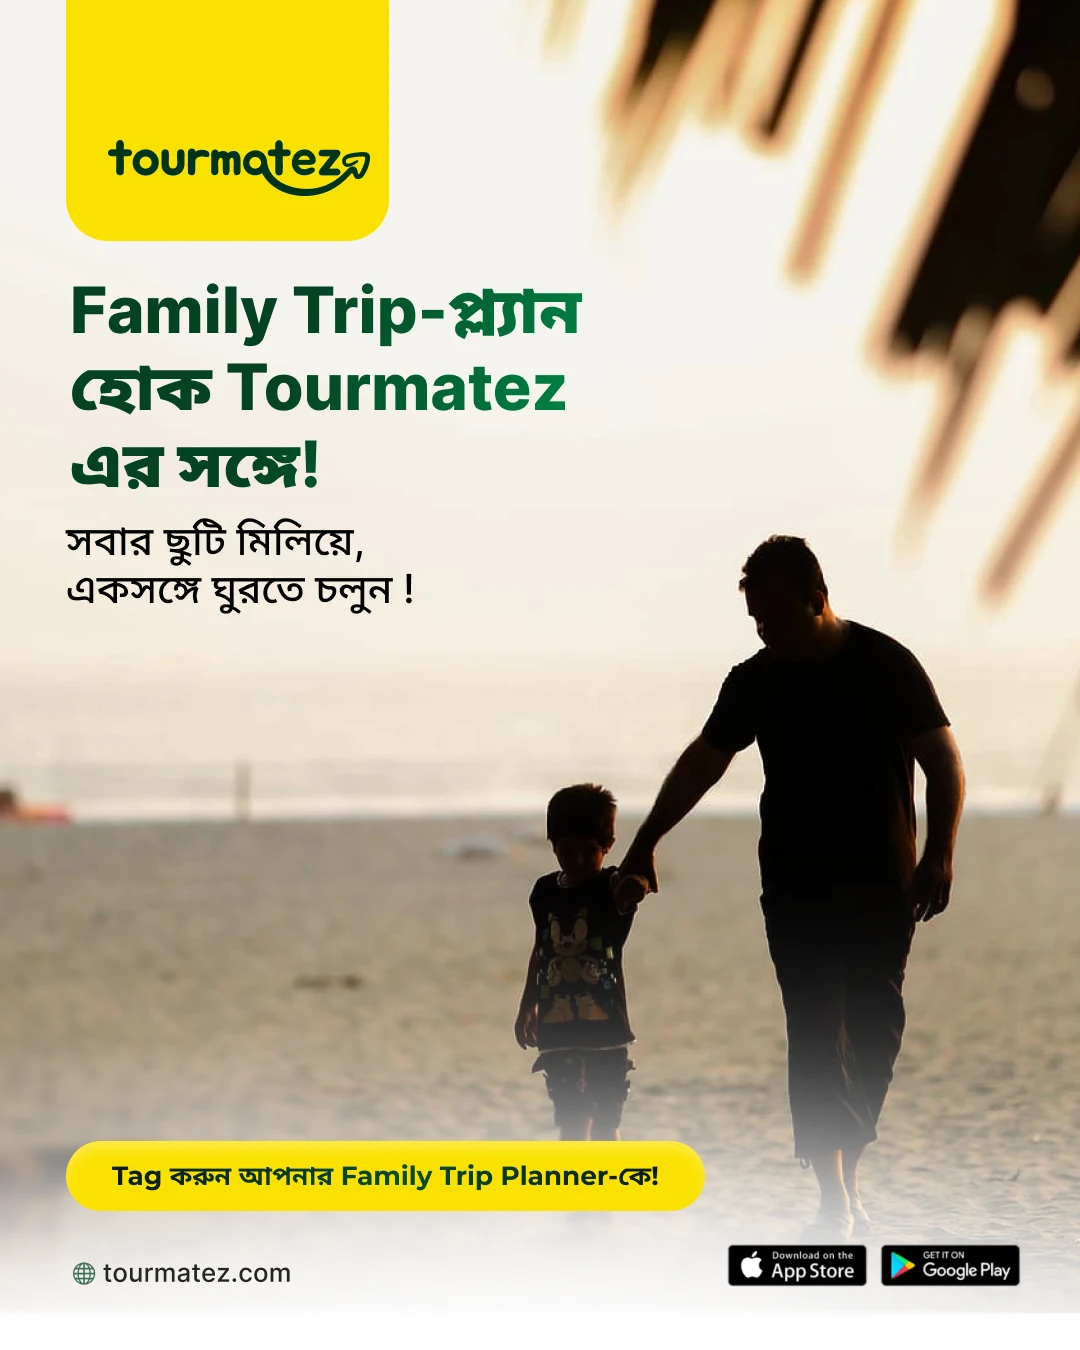 tourmatez
Family Trip-প্ল্যান
হোক Tourmatez
এর সঙ্গে!
সবার ছুটি মিলিয়ে,
একসঙ্গে ঘুরতে চলুন !
Tag করুন আপনার Family Trip Planner-কে!
tourmatez.com
Download on the
App Store
GET IT ON
Google Play